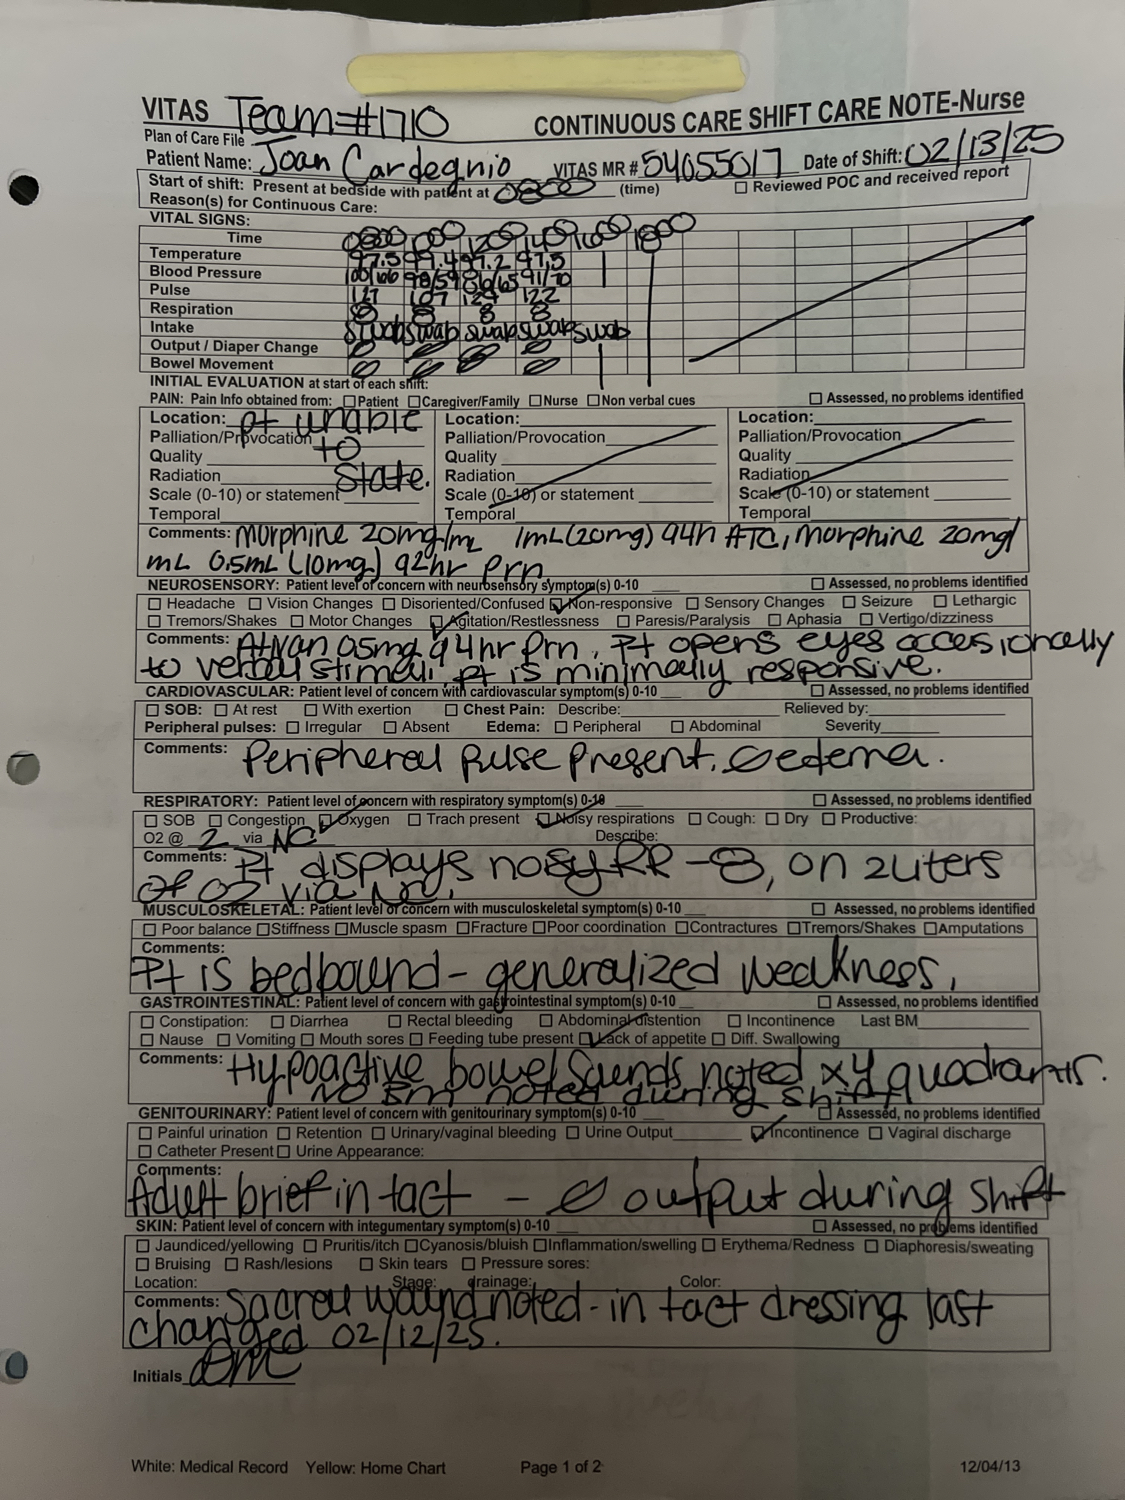 VITAS Team #1710
CONTINUOUS CARE SHIFT CARE NOTE-Nurse
Plan of Care File
Patient Name: Joan Cardegnio VITAS MR # 54055017 Date of Shift: 02/13/25
Start of shift: Present at bedside with patient at 0800 (time) ☐ Reviewed POC and received report
Reason(s) for Continuous Care:
VITAL SIGNS:
Time 0800 1000 1200 1400 1600 1800
Temperature 97.5 99.4 97.2 97.5
Blood Pressure 98/59 86/65 91/70
Pulse 127 107 124 122
Respiration 8 8 8 8
Intake swab swab swab swab swab
Output / Diaper Change ∅ ∅ ∅ ∅
Bowel Movement ∅ ∅ ∅ ∅
INITIAL EVALUATION at start of each shift:
PAIN: Pain Info obtained from: ☐ Patient ☐ Caregiver/Family ☐ Nurse ☐ Non verbal cues ☐ Assessed, no problems identified
Location: pt unable Location: Location:
Palliation/Provocation to Palliation/Provocation Palliation/Provocation
Quality Quality Quality
Radiation state. Radiation Radiation
Scale (0-10) or statement Scale (0-10) or statement Scale (0-10) or statement
Temporal Temporal Temporal
Comments: morphine 20mg/mL 1mL (20mg) q4h ATC, morphine 20mg/
mL 0.5mL (10mg) q2hr prn
NEUROSENSORY: Patient level of concern with neurosensory symptom(s) 0-10 ☐ Assessed, no problems identified
☐ Headache ☐ Vision Changes ☐ Disoriented/Confused ☑ Non-responsive ☐ Sensory Changes ☐ Seizure ☐ Lethargic
☐ Tremors/Shakes ☐ Motor Changes ☑ Agitation/Restlessness ☐ Paresis/Paralysis ☐ Aphasia ☐ Vertigo/dizziness
Comments: Ativan 0.5mg q4hr prn. Pt opens eyes accesionally
to verbal stimuli, pt is minimally responsive.
CARDIOVASCULAR: Patient level of concern with cardiovascular symptom(s) 0-10 ☐ Assessed, no problems identified
☐ SOB: ☐ At rest ☐ With exertion ☐ Chest Pain: Describe: Relieved by:
Peripheral pulses: ☐ Irregular ☐ Absent Edema: ☐ Peripheral ☐ Abdominal Severity
Comments: Peripheral pulse present. ∅ edema.
RESPIRATORY: Patient level of concern with respiratory symptom(s) 0-10 ☐ Assessed, no problems identified
☐ SOB ☐ Congestion ☑ Oxygen ☐ Trach present ☑ Noisy respirations ☐ Cough: ☐ Dry ☐ Productive:
O2 @ 2 via NC Describe:
Comments: Pt displays nosy RR - 8, on 2liters
of O2 via NC.
MUSCULOSKELETAL: Patient level of concern with musculoskeletal symptom(s) 0-10 ☐ Assessed, no problems identified
☐ Poor balance ☐ Stiffness ☐ Muscle spasm ☐ Fracture ☐ Poor coordination ☐ Contractures ☐ Tremors/Shakes ☐ Amputations
Comments:
Pt is bedbound - generalized weakness,
GASTROINTESTINAL: Patient level of concern with gastrointestinal symptom(s) 0-10 ☐ Assessed, no problems identified
☐ Constipation: ☐ Diarrhea ☐ Rectal bleeding ☐ Abdominal distention ☐ Incontinence Last BM
☐ Nause ☐ Vomiting ☐ Mouth sores ☐ Feeding tube present ☑ Lack of appetite ☐ Diff. Swallowing
Comments: Hypoactive bowel sounds noted x4 quadrants.
NO BM noted during shift
GENITOURINARY: Patient level of concern with genitourinary symptom(s) 0-10 ☐ Assessed, no problems identified
☐ Painful urination ☐ Retention ☐ Urinary/vaginal bleeding ☐ Urine Output ☑ Incontinence ☐ Vaginal discharge
☐ Catheter Present ☐ Urine Appearance:
Comments:
Adult brief in tact - ∅ output during shift
SKIN: Patient level of concern with integumentary symptom(s) 0-10 ☐ Assessed, no problems identified
☐ Jaundiced/yellowing ☐ Pruritis/itch ☐ Cyanosis/bluish ☐ Inflammation/swelling ☐ Erythema/Redness ☐ Diaphoresis/sweating
☐ Bruising ☐ Rash/lesions ☐ Skin tears ☐ Pressure sores:
Location: Stage: drainage: Color:
Comments: Sacral wound noted - in tact dressing last
changed 02/12/25.
Initials
White: Medical Record Yellow: Home Chart Page 1 of 2 12/04/13